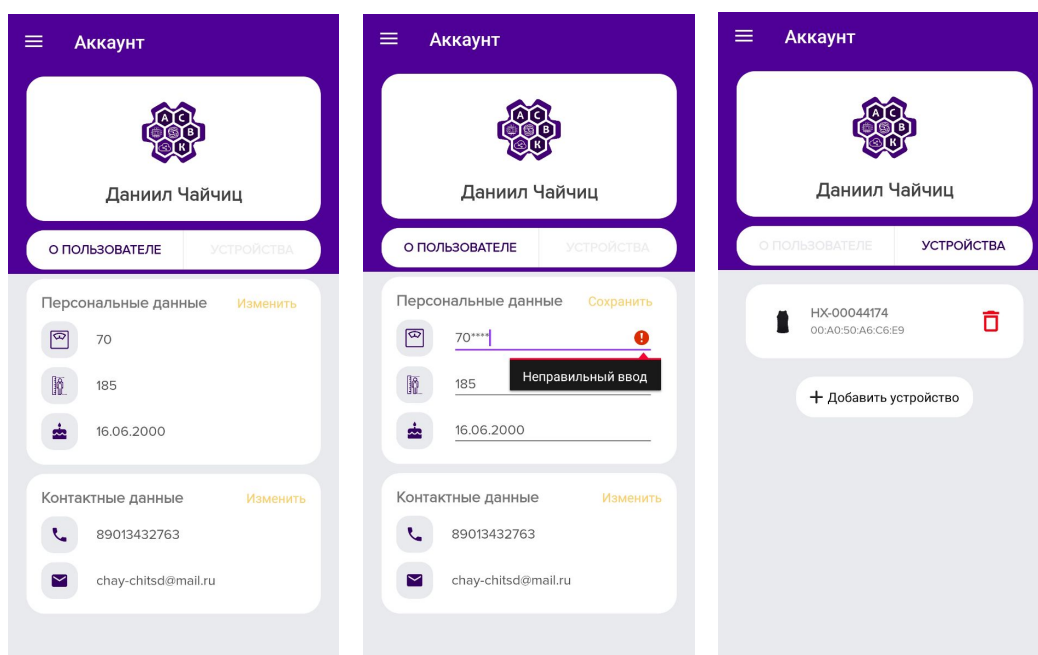 Аккаунт
А С
В
К
Даниил Чайчиц
О ПОЛЬЗОВАТЕЛЕ УСТРОЙСТВА
Персональные данные Изменить
70
185
16.06.2000
Контактные данные Изменить
89013432763
chay-chitsd@mail.ru
Аккаунт
А С
В
К
Даниил Чайчиц
О ПОЛЬЗОВАТЕЛЕ УСТРОЙСТВА
Персональные данные Сохранить
70****
Неправильный ввод
185
16.06.2000
Контактные данные Изменить
89013432763
chay-chitsd@mail.ru
Аккаунт
А С
В
К
Даниил Чайчиц
О ПОЛЬЗОВАТЕЛЕ УСТРОЙСТВА
HX-00044174
00:A0:50:A6:C6:E9
+ Добавить устройство